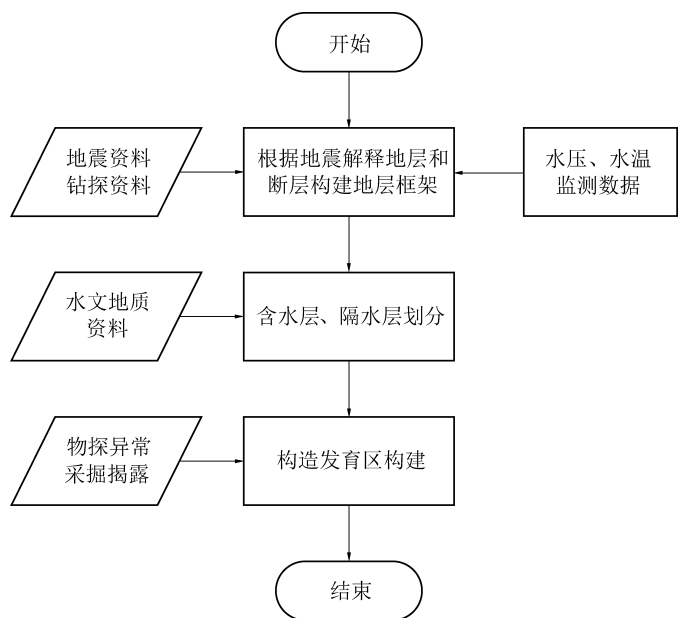 开始
地震资料
钻探资料
根据地震解释地层和
断层构建地层框架
水压、水温
监测数据
水文地质
资料
含水层、隔水层划分
物探异常
采掘揭露
构造发育区构建
结束